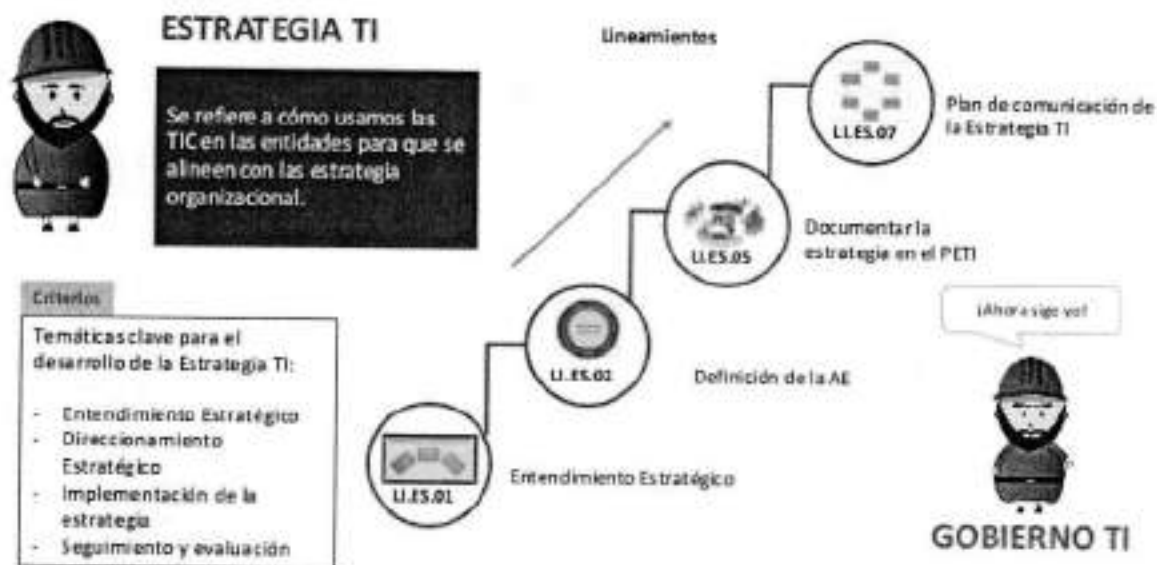 ESTRATEGIA TI
Se refiere a cómo usamos las
TIC en las entidades para que se
alineen con las estrategia
organizacional.
Lineamientos
LI.ES.07
Plan de comunicación de
la Estrategia TI
LI.ES.05
Documentar la
estrategia en el PETI
LI.ES.02
Definición de la AE
LI.ES.01
Entendimiento Estratégico
Criterios
Temáticas clave para el
desarrollo de la Estrategia TI:
- Entendimiento Estratégico
- Direccionamiento
Estratégico
- Implementación de la
estrategia
- Seguimiento y evaluación
¡Ahora sigo yo!
GOBIERNO TI